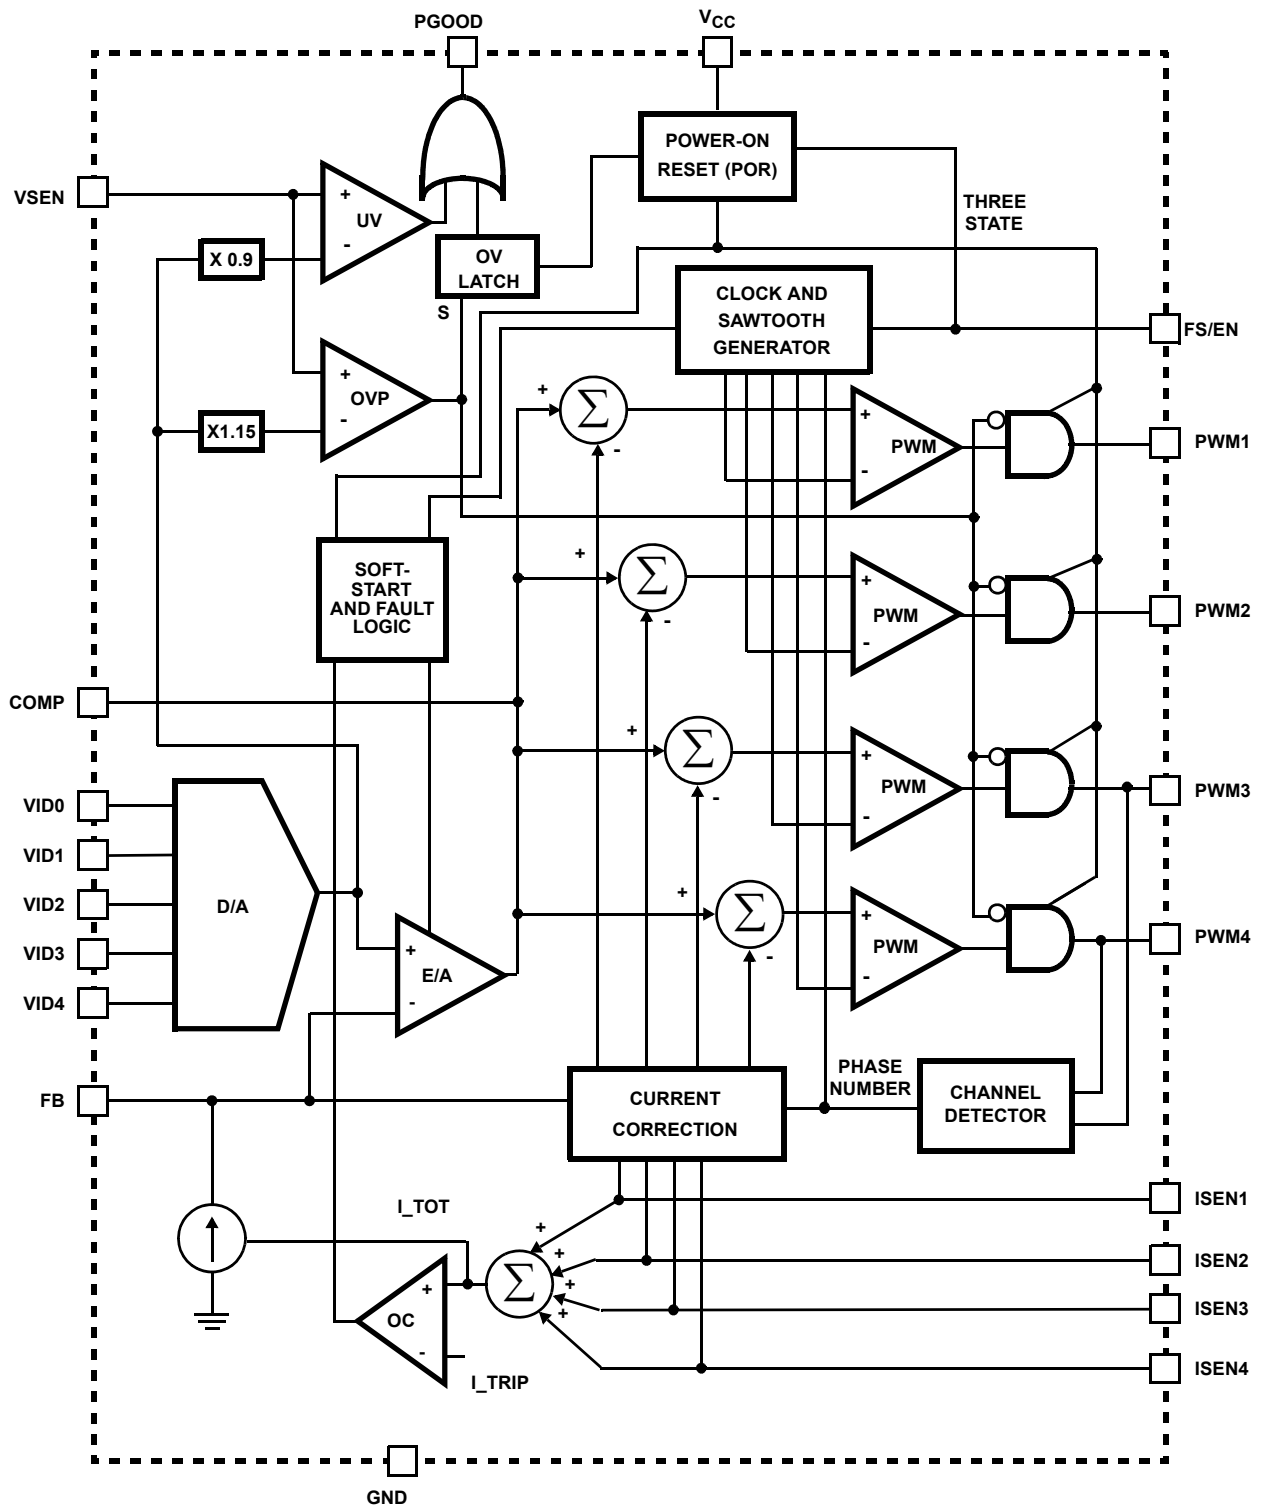 PGOOD
VCC
POWER-ON
RESET (POR)
VSEN
+
UV
-
THREE
STATE
X 0.9
OV
LATCH
S
CLOCK AND
SAWTOOTH
GENERATOR
FS/EN
+
OVP
-
X1.15
+
Σ
-
+
PWM
-
PWM1
SOFT-
START
AND FAULT
LOGIC
+
Σ
-
+
PWM
-
PWM2
COMP
+
Σ
-
+
PWM
-
PWM3
VID0
VID1
VID2
VID3
VID4
D/A
+
E/A
-
+
Σ
-
+
PWM
-
PWM4
FB
CURRENT
CORRECTION
PHASE
NUMBER
CHANNEL
DETECTOR
I_TOT
+
+
+
+
Σ
ISEN1
ISEN2
ISEN3
ISEN4
+
OC
-
I_TRIP
GND